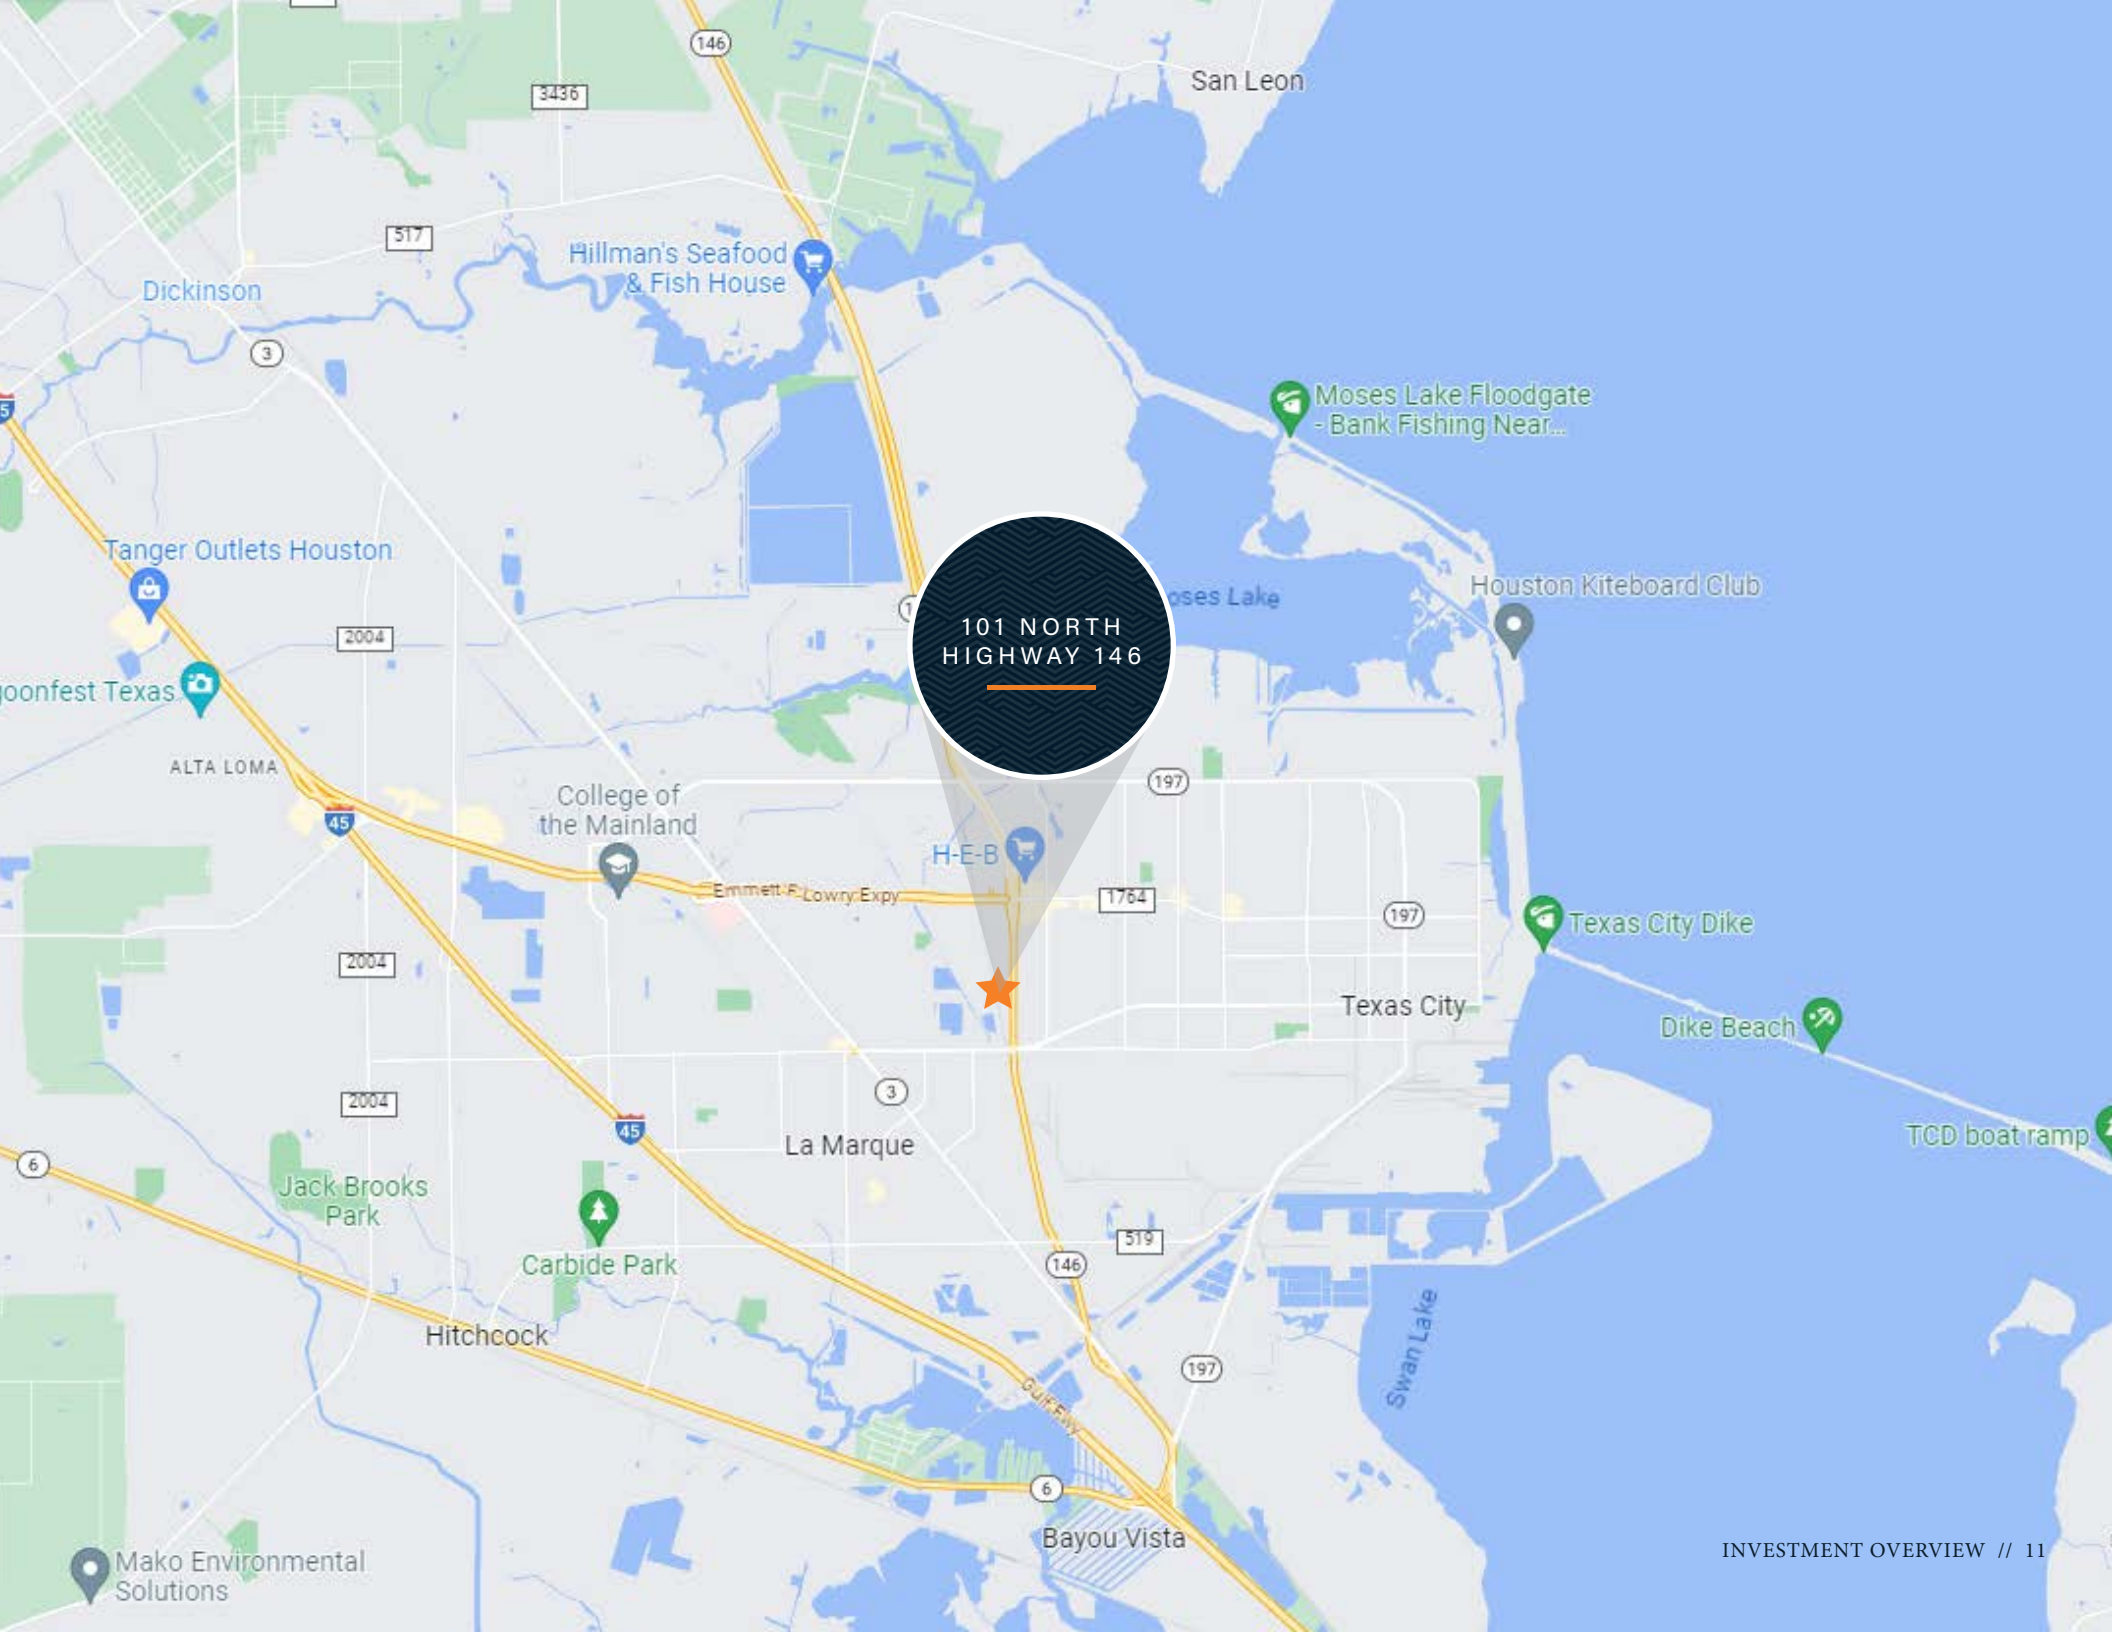 146
San Leon
3436
517
Hillman's Seafood
& Fish House
Dickinson
3
Moses Lake Floodgate
- Bank Fishing Near...
Tanger Outlets Houston
Houston Kiteboard Club
oses Lake
101 NORTH
HIGHWAY 146
2004
goonfest Texas
ALTA LOMA
197
College of
the Mainland
45
H-E-B
Emmett F Lowry Expy
1764
197
Texas City Dike
2004
Texas City
Dike Beach
3
2004
45
TCD boat ramp
La Marque
6
Jack Brooks
Park
519
Carbide Park
146
Hitchcock
Swan Lake
197
Gulf Fwy
6
Bayou Vista
INVESTMENT OVERVIEW // 11
Mako Environmental
Solutions